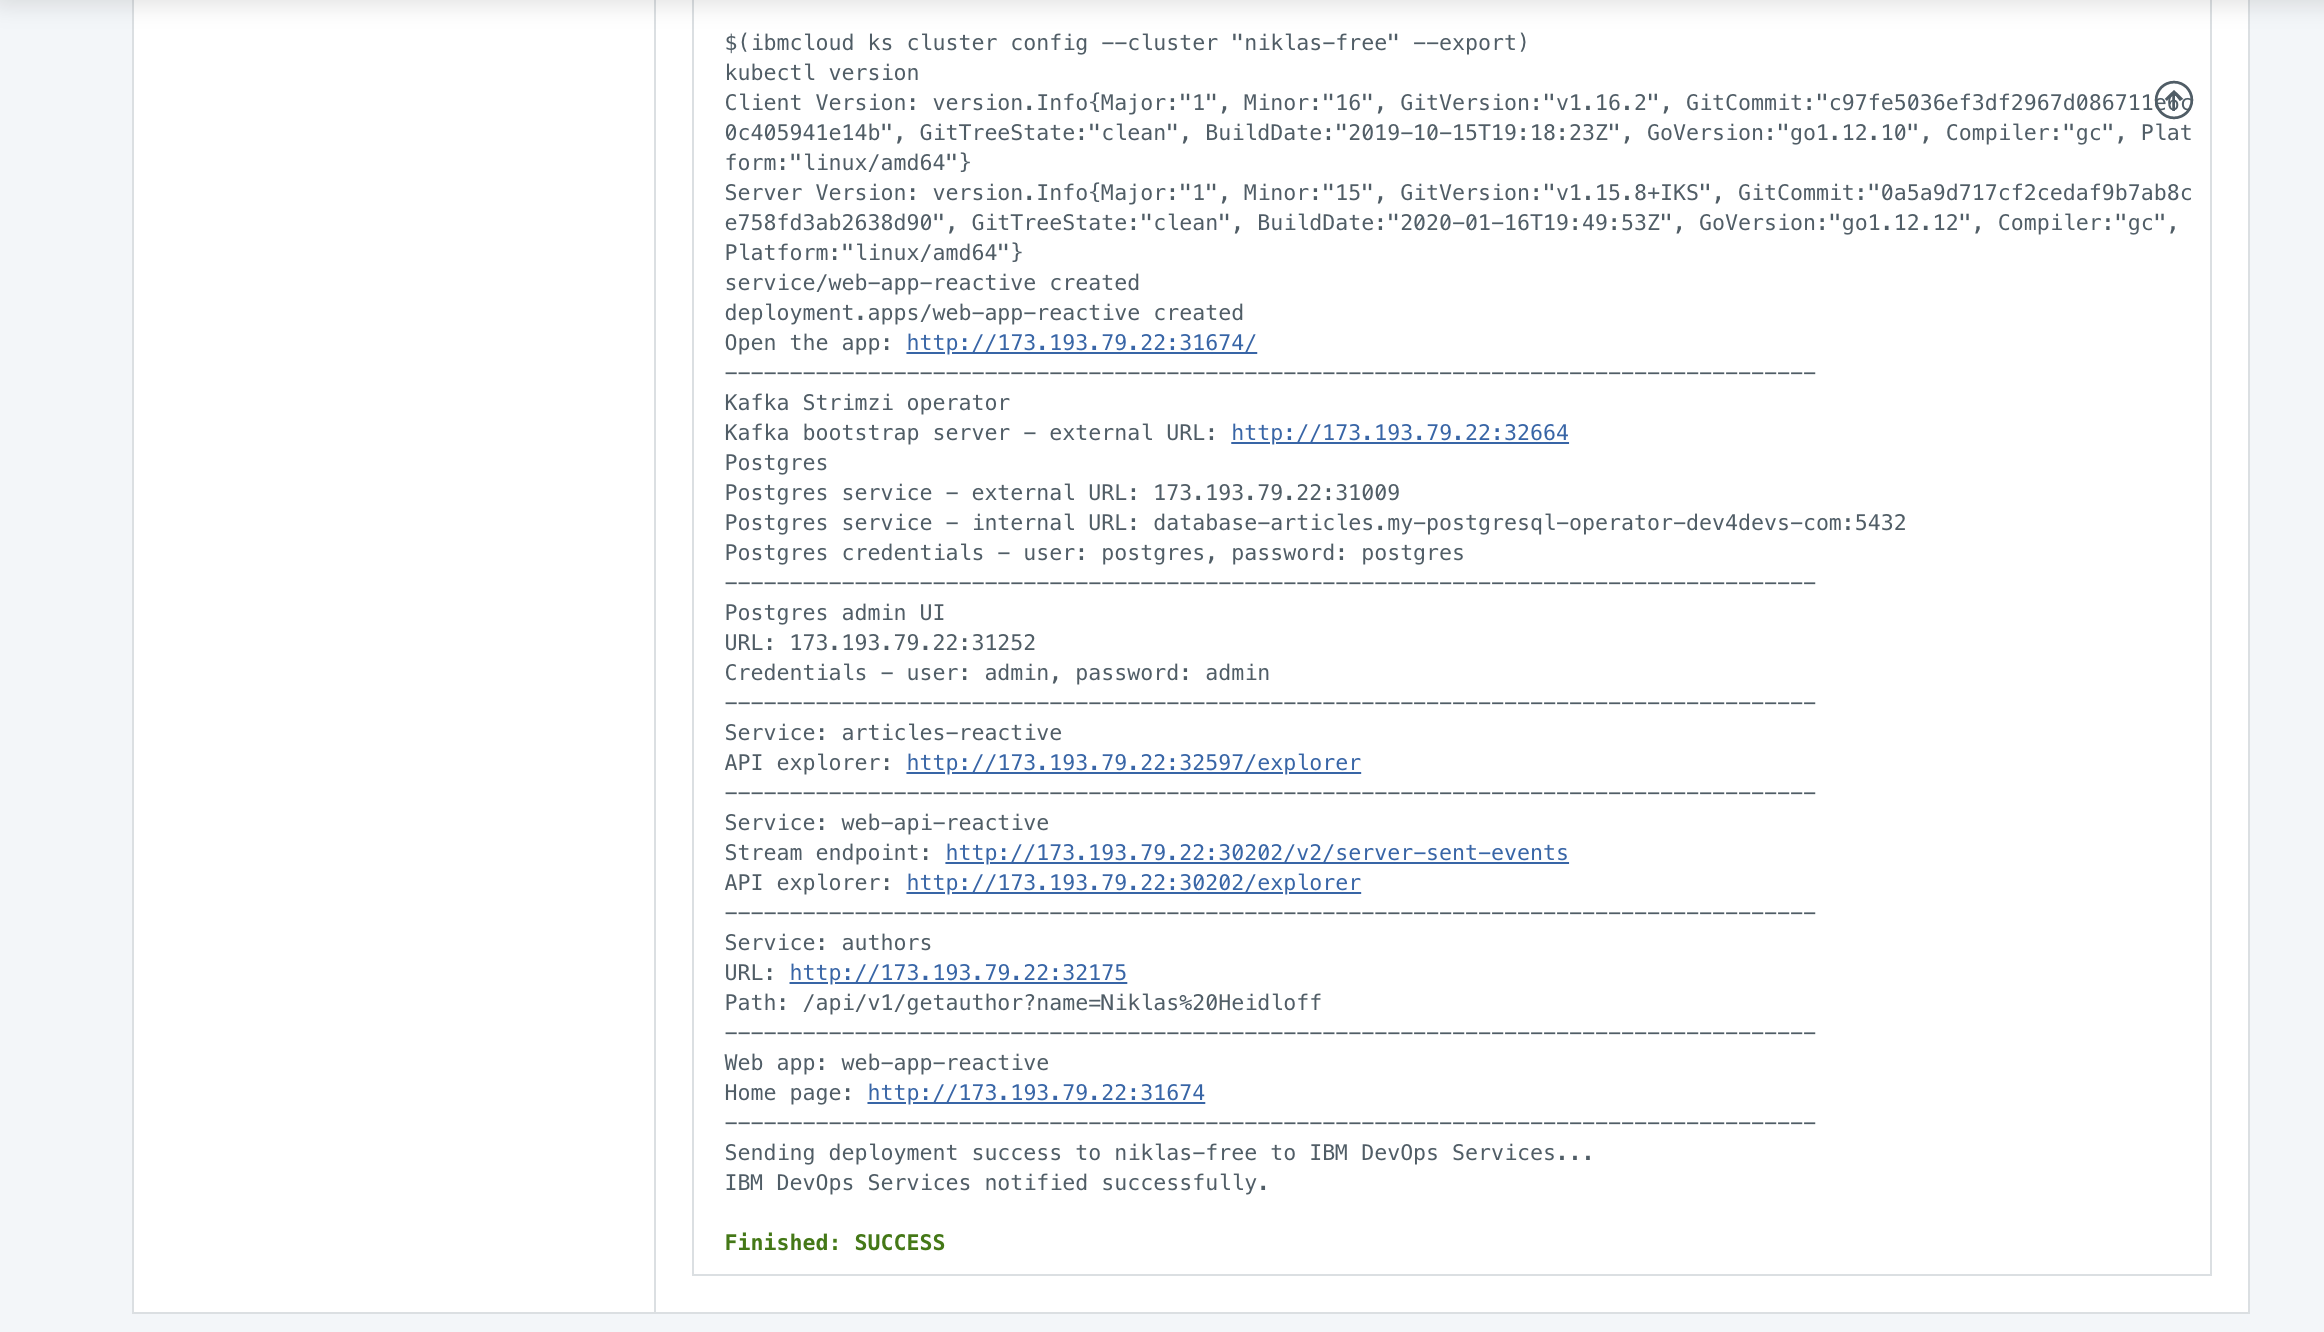 $(ibmcloud ks cluster config --cluster "niklas-free" --export)
kubectl version
Client Version: version.Info{Major:"1", Minor:"16", GitVersion:"v1.16.2", GitCommit:"c97fe5036ef3df2967d086711e6c
0c405941e14b", GitTreeState:"clean", BuildDate:"2019-10-15T19:18:23Z", GoVersion:"go1.12.10", Compiler:"gc", Plat
form:"linux/amd64"}
Server Version: version.Info{Major:"1", Minor:"15", GitVersion:"v1.15.8+IKS", GitCommit:"0a5a9d717cf2cedaf9b7ab8c
e758fd3ab2638d90", GitTreeState:"clean", BuildDate:"2020-01-16T19:49:53Z", GoVersion:"go1.12.12", Compiler:"gc",
Platform:"linux/amd64"}
service/web-app-reactive created
deployment.apps/web-app-reactive created
Open the app: http://173.193.79.22:31674/
------------------------------------------------------------------------------------
Kafka Strimzi operator
Kafka bootstrap server - external URL: http://173.193.79.22:32664
Postgres
Postgres service - external URL: 173.193.79.22:31009
Postgres service - internal URL: database-articles.my-postgresql-operator-dev4devs-com:5432
Postgres credentials - user: postgres, password: postgres
------------------------------------------------------------------------------------
Postgres admin UI
URL: 173.193.79.22:31252
Credentials - user: admin, password: admin
------------------------------------------------------------------------------------
Service: articles-reactive
API explorer: http://173.193.79.22:32597/explorer
------------------------------------------------------------------------------------
Service: web-api-reactive
Stream endpoint: http://173.193.79.22:30202/v2/server-sent-events
API explorer: http://173.193.79.22:30202/explorer
------------------------------------------------------------------------------------
Service: authors
URL: http://173.193.79.22:32175
Path: /api/v1/getauthor?name=Niklas%20Heidloff
------------------------------------------------------------------------------------
Web app: web-app-reactive
Home page: http://173.193.79.22:31674
------------------------------------------------------------------------------------
Sending deployment success to niklas-free to IBM DevOps Services...
IBM DevOps Services notified successfully.
Finished: SUCCESS